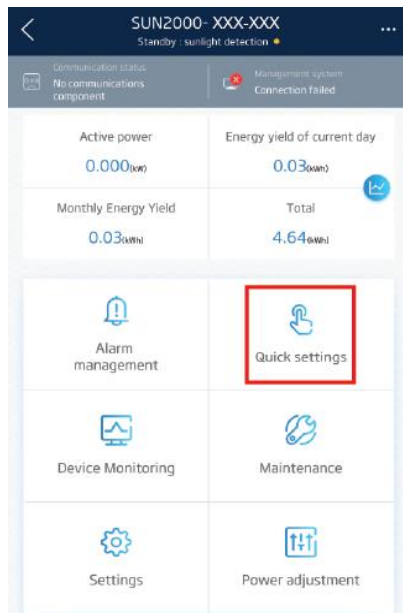 SUN2000- XXX-XXX
Standby : sunlight detection
Communication status
No communications
component
Management system
Connection failed
Active power
0.000(kW)
Energy yield of current day
0.03(kWh)
Monthly Energy Yield
0.03(kWh)
Total
4.64(kWh)
Alarm
management
Quick settings
Device Monitoring
Maintenance
Settings
Power adjustment